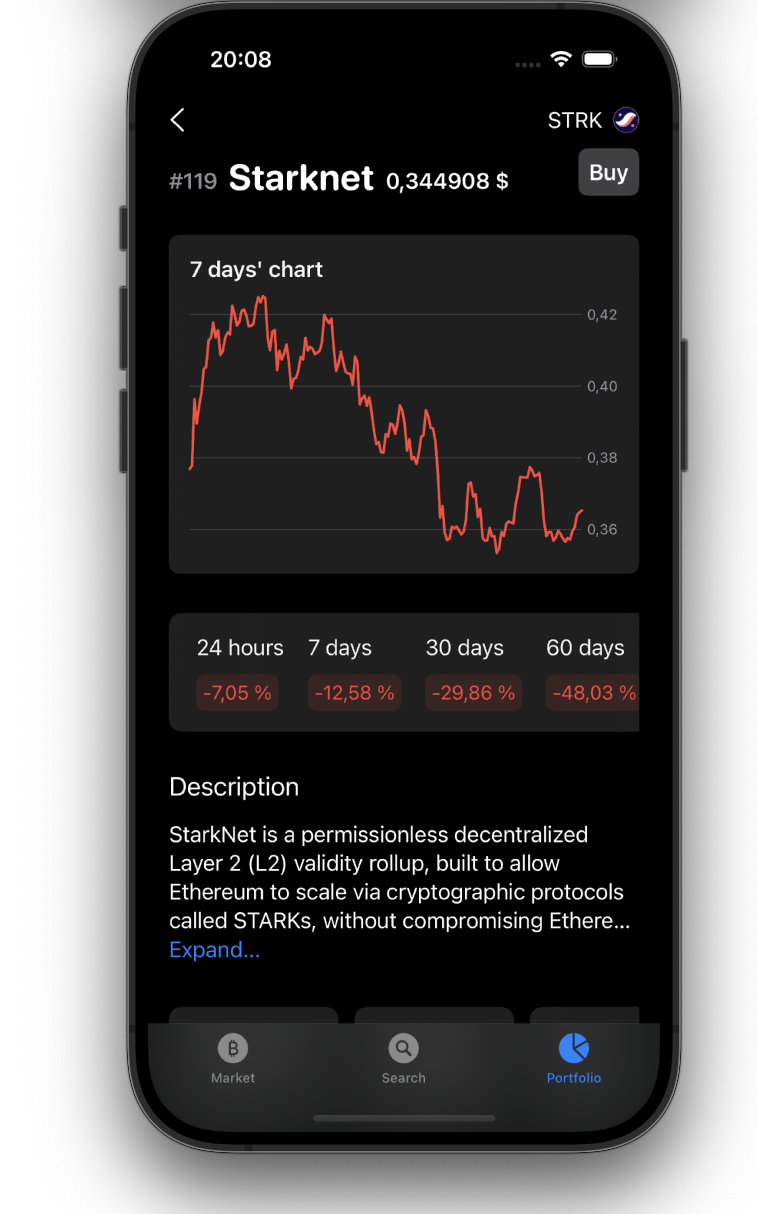 20:08
STRK
#119 Starknet 0,344908 $
Buy
7 days' chart
0,42
0,40
0,38
0,36
24 hours 7 days 30 days 60 days
-7,05 % -12,58 % -29,86 % -48,03 %
Description
StarkNet is a permissionless decentralized
Layer 2 (L2) validity rollup, built to allow
Ethereum to scale via cryptographic protocols
called STARKs, without compromising Ethere...
Expand...
Market Search Portfolio